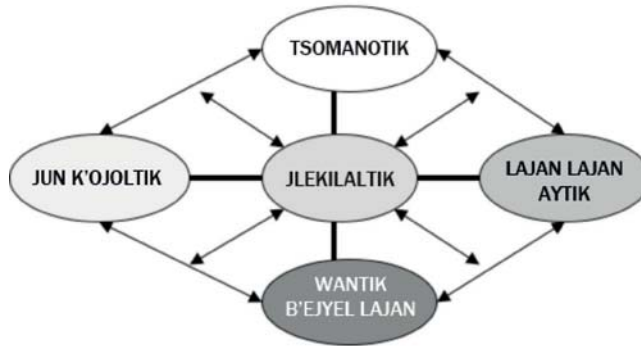 TSOMANOTIK
JUN K'OJOLTIK
JLEKILALTIK
LAJAN LAJAN
AYTIK
WANTIK
B'EJYEL LAJAN